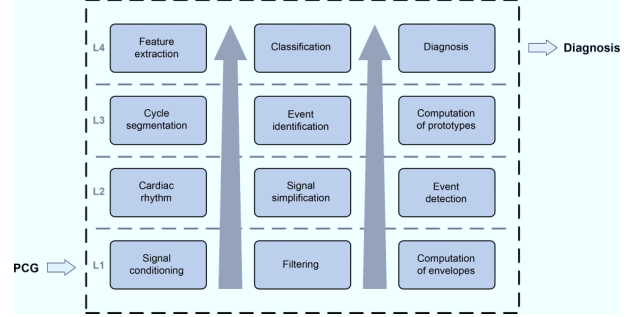 L4
Feature
extraction
Classification
Diagnosis
Diagnosis
L3
Cycle
segmentation
Event
identification
Computation
of prototypes
L2
Cardiac
rhythm
Signal
simplification
Event
detection
PCG
L1
Signal
conditioning
Filtering
Computation
of envelopes